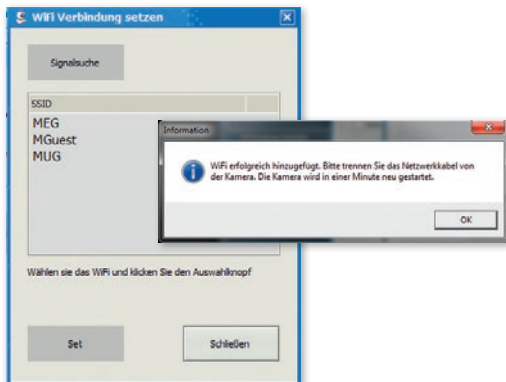 Wifi Verbindung setzen
Signalsuche
SSID
MEG
MGuest
MUG
Information
WiFi erfolgreich hinzugefügt. Bitte trennen Sie das Netzwerkkabel von
der Kamera. Die Kamera wird in einer Minute neu gestartet.
OK
Wählen sie das WiFi und klicken Sie den Auswahlknopf
Set
Schließen